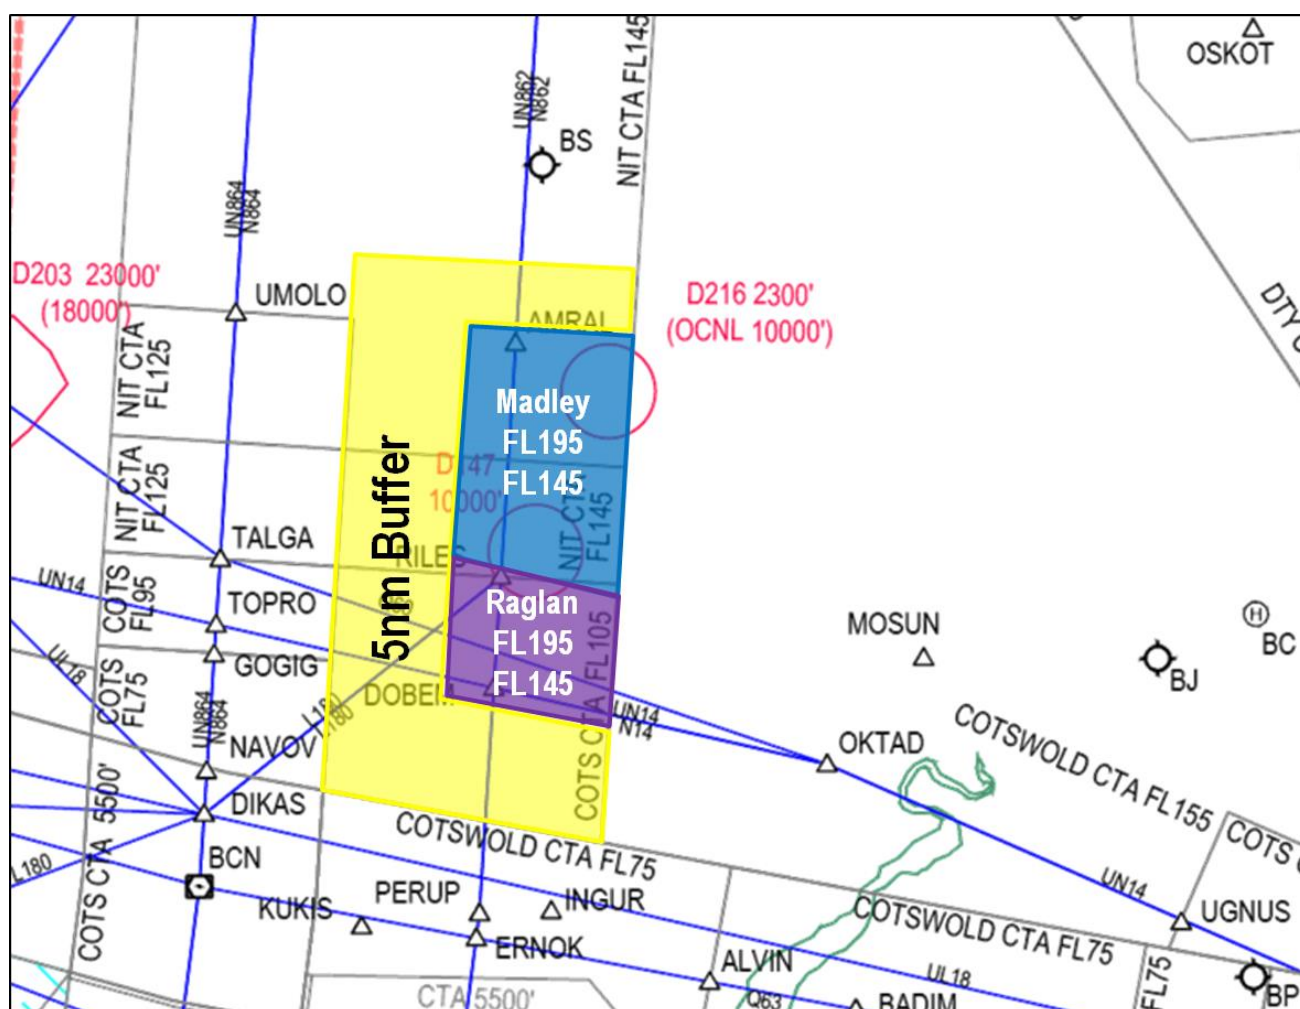 OSKOT
UN862
N862
NIT CTA FL145
BS
UN864
N864
D203 23000'
(18000')
UMOLO
D216 2300'
(OCNL 10000')
AMRAL
DTY
NIT CTA
FL125
Madley
FL195
FL145
5nm Buffer
D147
10000'
NIT CTA
FL145
NIT CTA
FL125
TALGA
RILES
UN14
COTS
FL95
TOPRO
Raglan
FL195
FL145
COTS CTA FL105
MOSUN
BC
H
BJ
UL18
GOGIG
COTS
FL75
DOBEM
UN14
N14
L180
UN864
N864
NAVOV
OKTAD
COTSWOLD CTA FL155
COTS CTA 5500'
DIKAS
COTSWOLD CTA FL75
COTS
L180
BCN
KUKIS
PERUP
INGUR
ERNOK
UN14
UGNUS
COTSWOLD CTA FL75
ALVIN
UL18
FL75
BP
CTA 5500'
Q63
BADIM